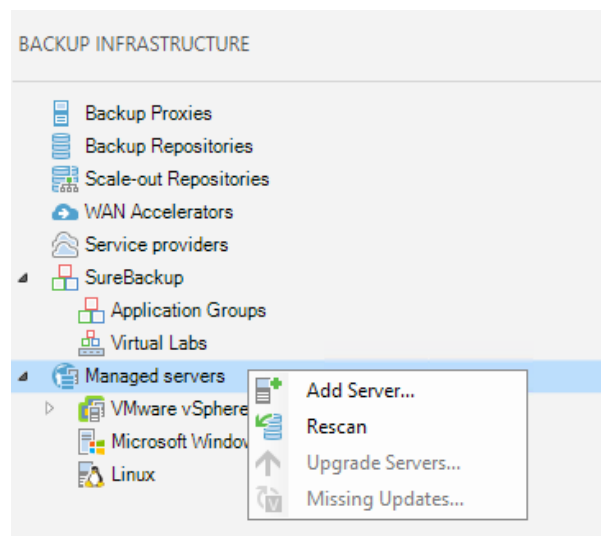 BACKUP INFRASTRUCTURE
Backup Proxies
Backup Repositories
Scale-out Repositories
WAN Accelerators
Service providers
SureBackup
Application Groups
Virtual Labs
Managed servers
VMware vSphere
Microsoft
Linux
Add Server...
Rescan
Upgrade Servers...
Missing Updates...